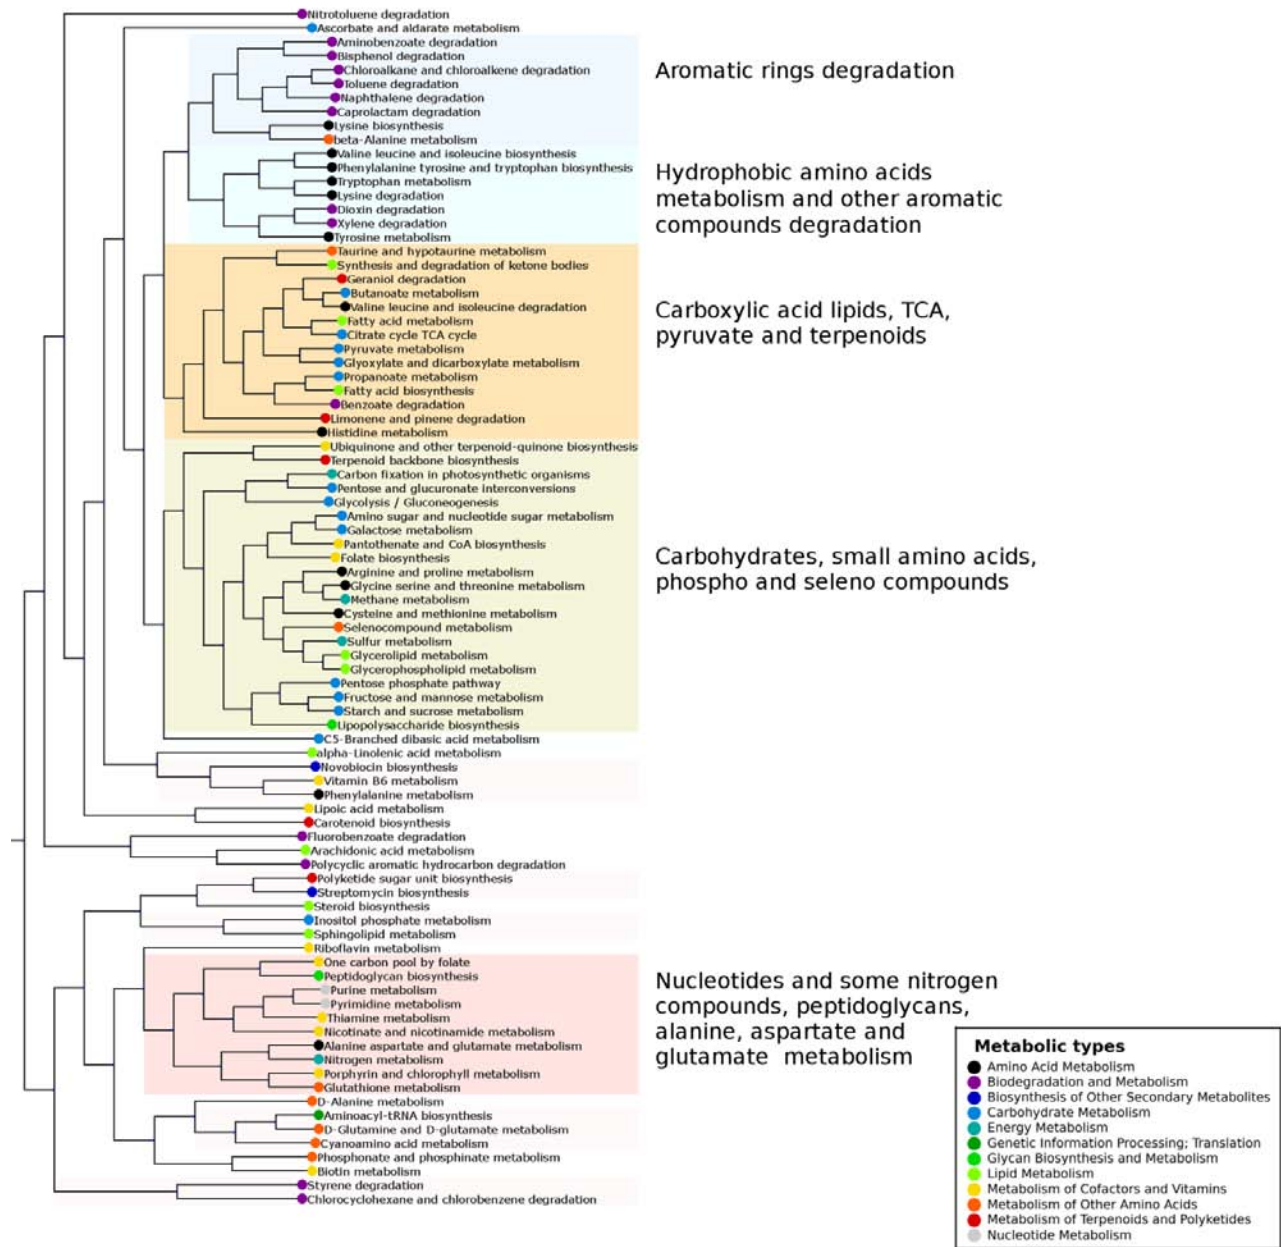 Nitrotoluene degradation
Ascorbate and aldarate metabolism
Aminobenzoate degradation
Bisphenol degradation
Chloroalkane and chloroalkene degradation
Toluene degradation
Naphthalene degradation
Caprolactam degradation
Lysine biosynthesis
beta-Alanine metabolism
Aromatic rings degradation
Valine leucine and isoleucine biosynthesis
Phenylalanine tyrosine and tryptophan biosynthesis
Tryptophan metabolism
Lysine degradation
Dioxin degradation
Xylene degradation
Tyrosine metabolism
Hydrophobic amino acids
metabolism and other aromatic
compounds degradation
Taurine and hypotaurine metabolism
Synthesis and degradation of ketone bodies
Geraniol degradation
Butanoate metabolism
Valine leucine and isoleucine degradation
Fatty acid metabolism
Citrate cycle TCA cycle
Pyruvate metabolism
Glyoxylate and dicarboxylate metabolism
Propanoate metabolism
Fatty acid biosynthesis
Benzoate degradation
Limonene and pinene degradation
Histidine metabolism
Carboxylic acid lipids, TCA,
pyruvate and terpenoids
Ubiquinone and other terpenoid-quinone biosynthesis
Terpenoid backbone biosynthesis
Carbon fixation in photosynthetic organisms
Pentose and glucuronate interconversions
Glycolysis / Gluconeogenesis
Amino sugar and nucleotide sugar metabolism
Galactose metabolism
Pantothenate and CoA biosynthesis
Folate biosynthesis
Arginine and proline metabolism
Glycine serine and threonine metabolism
Methane metabolism
Cysteine and methionine metabolism
Selenocompound metabolism
Sulfur metabolism
Glycerolipid metabolism
Glycerophospholipid metabolism
Pentose phosphate pathway
Fructose and mannose metabolism
Starch and sucrose metabolism
Lipopolysaccharide biosynthesis
Carbohydrates, small amino acids,
phospho and seleno compounds
C5-Branched dibasic acid metabolism
alpha-Linolenic acid metabolism
Novobiocin biosynthesis
Vitamin B6 metabolism
Phenylalanine metabolism
Lipoic acid metabolism
Carotenoid biosynthesis
Fluorobenzoate degradation
Arachidonic acid metabolism
Polycyclic aromatic hydrocarbon degradation
Polyketide sugar unit biosynthesis
Streptomycin biosynthesis
Steroid biosynthesis
Inositol phosphate metabolism
Sphingolipid metabolism
Riboflavin metabolism
One carbon pool by folate
Peptidoglycan biosynthesis
Purine metabolism
Pyrimidine metabolism
Thiamine metabolism
Nicotinate and nicotinamide metabolism
Alanine aspartate and glutamate metabolism
Nitrogen metabolism
Porphyrin and chlorophyll metabolism
Glutathione metabolism
Nucleotides and some nitrogen
compounds, peptidoglycans,
alanine, aspartate and
glutamate metabolism
D-Alanine metabolism
Aminoacyl-tRNA biosynthesis
D-Glutamine and D-glutamate metabolism
Cyanoamino acid metabolism
Phosphonate and phosphinate metabolism
Biotin metabolism
Styrene degradation
Chlorocyclohexane and chlorobenzene degradation
Metabolic types
Amino Acid Metabolism
Biodegradation and Metabolism
Biosynthesis of Other Secondary Metabolites
Carbohydrate Metabolism
Energy Metabolism
Genetic Information Processing; Translation
Glycan Biosynthesis and Metabolism
Lipid Metabolism
Metabolism of Cofactors and Vitamins
Metabolism of Other Amino Acids
Metabolism of Terpenoids and Polyketides
Nucleotide Metabolism